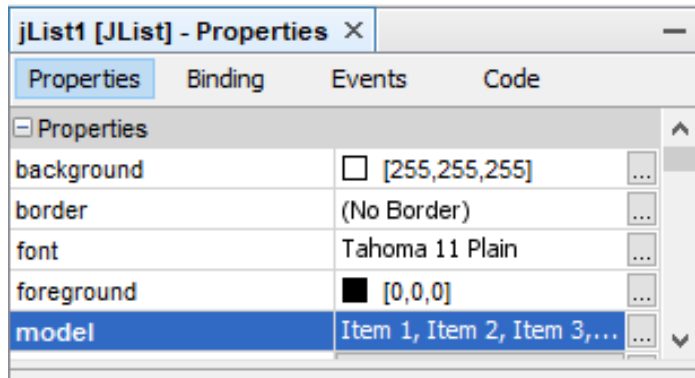 jList1 [JList] - Properties ×
Properties Binding Events Code
Properties
background [255,255,255] ...
border (No Border) ...
font Tahoma 11 Plain ...
foreground [0,0,0] ...
model Item 1, Item 2, Item 3,... ...